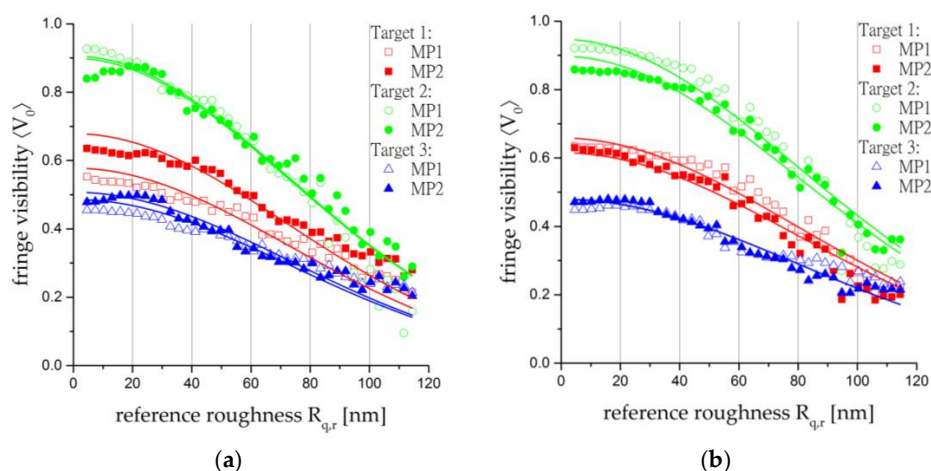 1.0
0.8
0.6
0.4
0.2
0.0
fringe visibility ⟨V₀⟩
Target 1:
MP1
MP2
Target 2:
MP1
MP2
Target 3:
MP1
MP2
0 20 40 60 80 100 120
reference roughness R_q,r [nm]
(a)
1.0
0.8
0.6
0.4
0.2
0.0
fringe visibility ⟨V₀⟩
Target 1:
MP1
MP2
Target 2:
MP1
MP2
Target 3:
MP1
MP2
0 20 40 60 80 100 120
reference roughness R_q,r [nm]
(b)